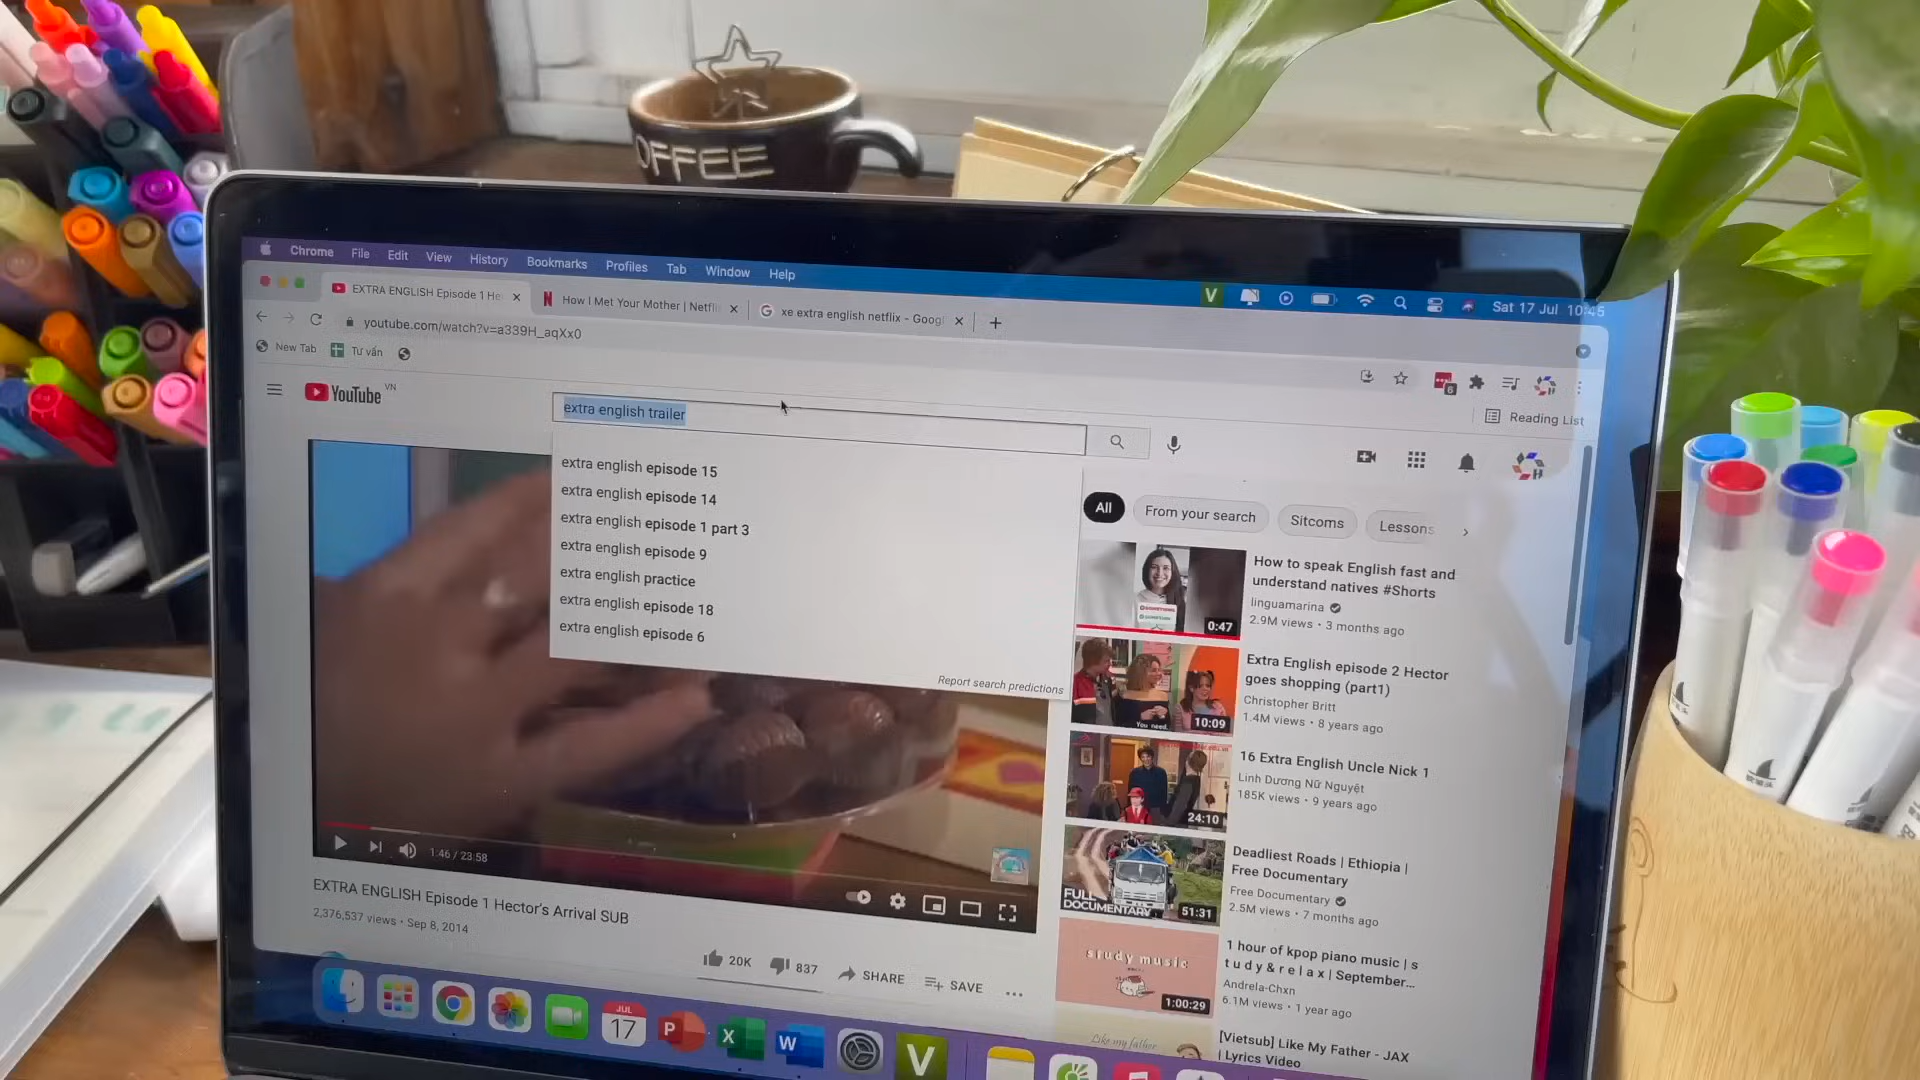 OFFEE
Chrome File Edit View History Bookmarks Profiles Tab Window Help
Sat 17 Jul 10:45
EXTRA ENGLISH Episode 1 He
How I Met Your Mother | Netfli
xe extra english netflix - Googl
youtube.com/watch?v=a339H_aqXx0
New Tab
Tư vấn
Reading List
YouTube VN
extra english trailer
extra english episode 15
extra english episode 14
extra english episode 1 part 3
extra english episode 9
extra english practice
extra english episode 18
extra english episode 6
Report search predictions
All
From your search
Sitcoms
Lessons
How to speak English fast and
understand natives #Shorts
linguamarina
2.9M views • 3 months ago
0:47
Extra English episode 2 Hector
goes shopping (part1)
Christopher Britt
1.4M views • 8 years ago
You need
10:09
16 Extra English Uncle Nick 1
Linh Dương Nữ Nguyệt
185K views • 9 years ago
24:10
Deadliest Roads | Ethiopia |
Free Documentary
Free Documentary
2.5M views • 7 months ago
FULL
DOCUMENTARY
51:31
1 hour of kpop piano music | s
t u d y & r e l a x | September...
Andrela-Chxn
6.1M views • 1 year ago
study music
1:00:29
[Vietsub] Like My Father - JAX
| Lyrics Video
Like my father
1:46 / 23:58
EXTRA ENGLISH Episode 1 Hector's Arrival SUB
2,376,537 views • Sep 8, 2014
20K
837
SHARE
SAVE
JUL
17
P
X
W
V